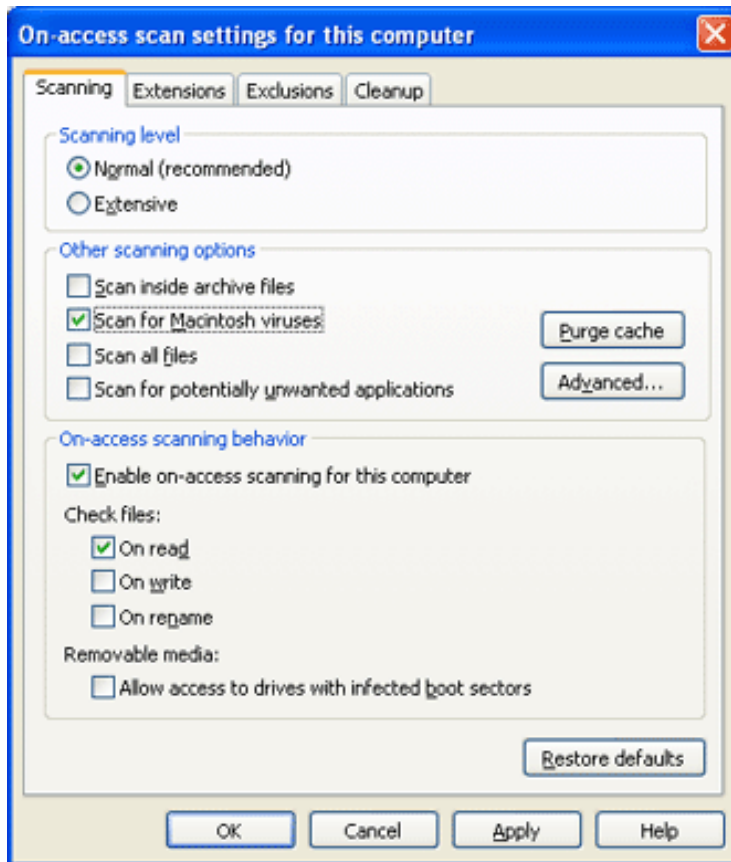 On-access scan settings for this computer
Scanning Extensions Exclusions Cleanup
Scanning level
Normal (recommended)
Extensive
Other scanning options
Scan inside archive files
Scan for Macintosh viruses
Purge cache
Scan all files
Scan for potentially unwanted applications
Advanced...
On-access scanning behavior
Enable on-access scanning for this computer
Check files:
On read
On write
On rename
Removable media:
Allow access to drives with infected boot sectors
Restore defaults
OK Cancel Apply Help